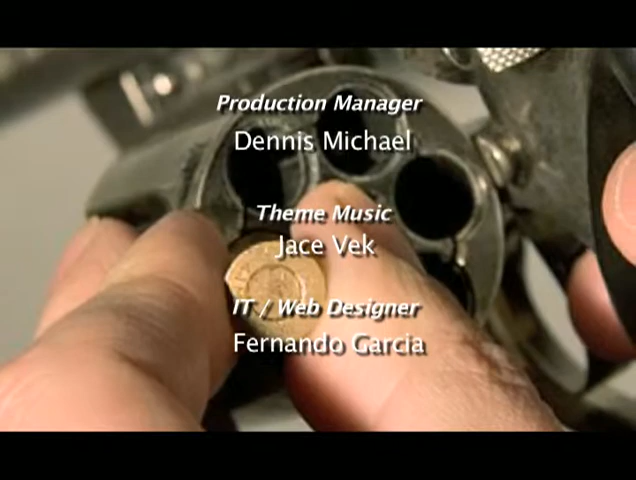 Production Manager
Dennis Michael
Theme Music
Jace Vek
IT / Web Designer
Fernando Garcia